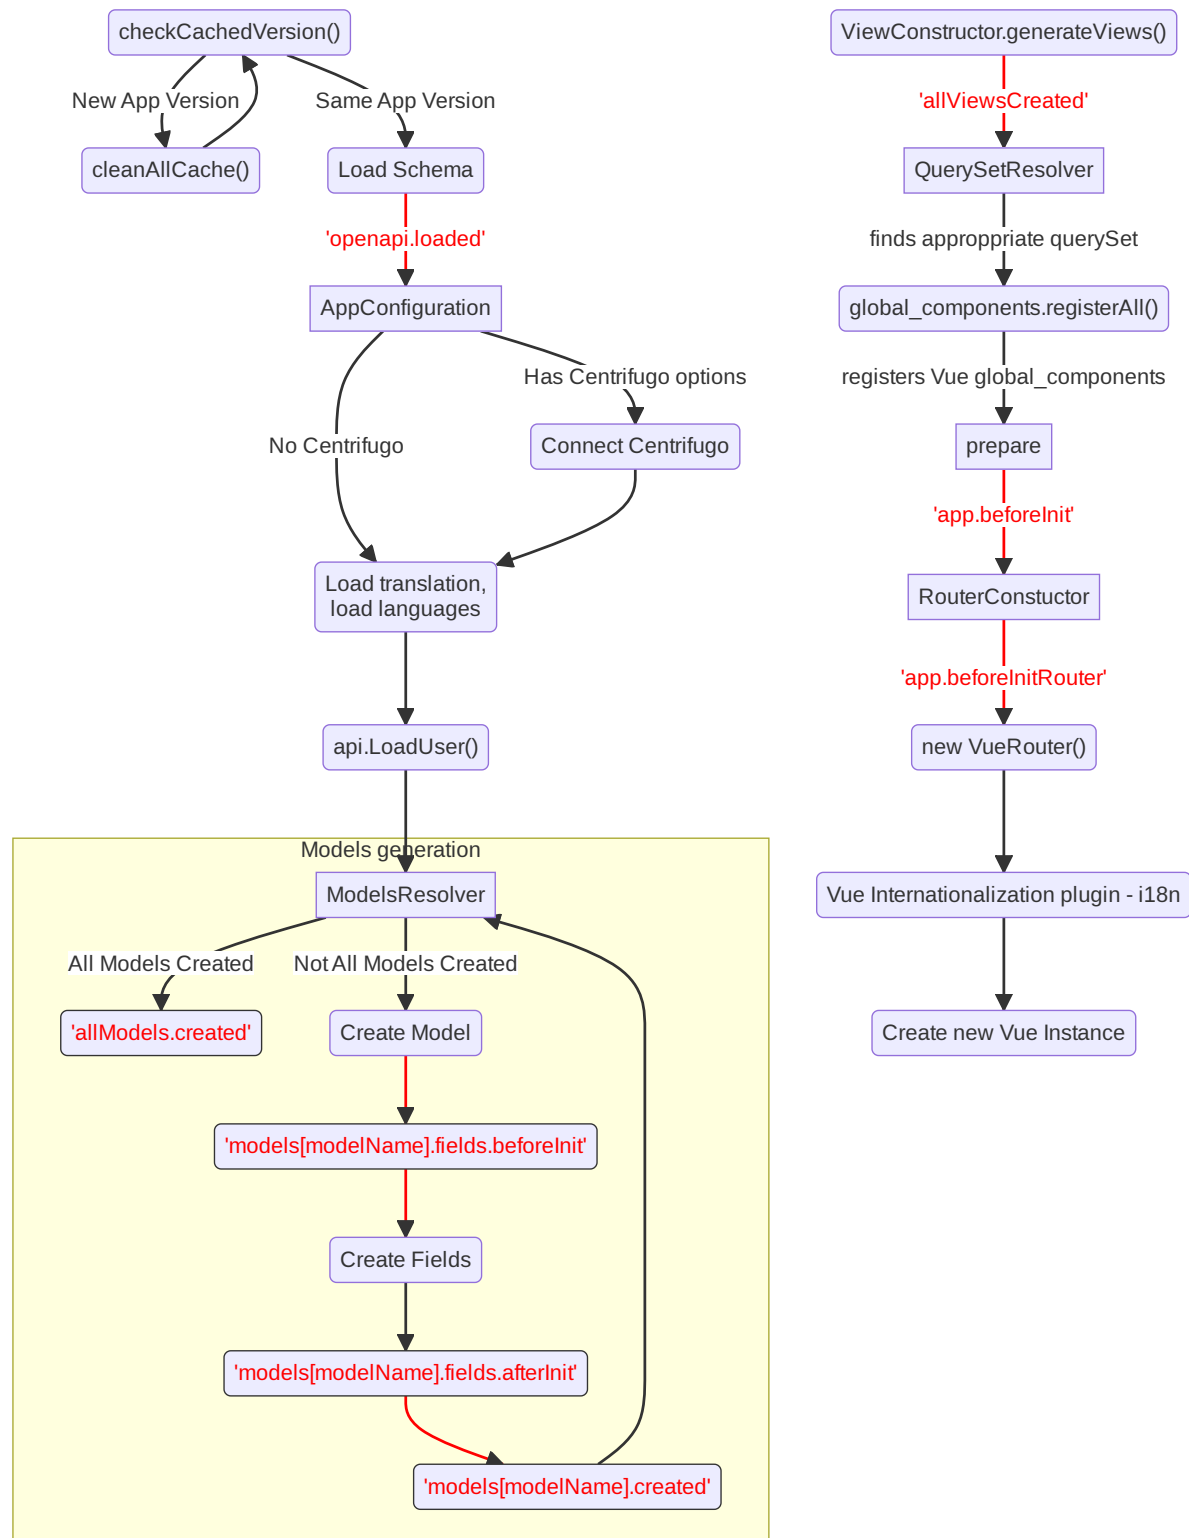 checkCachedVersion()
New App Version
Same App Version
cleanAllCache()
Load Schema
'openapi.loaded'
AppConfiguration
Has Centrifugo options
No Centrifugo
Connect Centrifugo
Load translation,
load languages
api.LoadUser()
Models generation
ModelsResolver
All Models Created
Not All Models Created
'allModels.created'
Create Model
'models[modelName].fields.beforeInit'
Create Fields
'models[modelName].fields.afterInit'
'models[modelName].created'
ViewConstructor.generateViews()
'allViewsCreated'
QuerySetResolver
finds approppriate querySet
global_components.registerAll()
registers Vue global_components
prepare
'app.beforeInit'
RouterConstuctor
'app.beforeInitRouter'
new VueRouter()
Vue Internationalization plugin - i18n
Create new Vue Instance